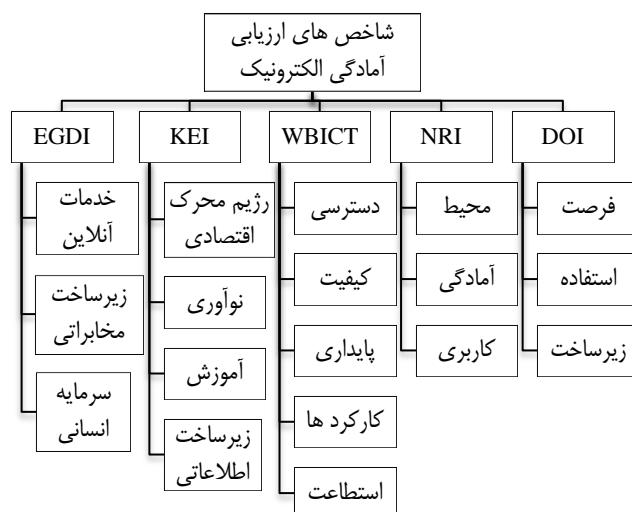 شاخص های ارزیابی
آمادگی الکترونیک
EGDI
KEI
WBICT
NRI
DOI
خدمات
آنلاین
زیرساخت
مخابراتی
سرمایه
انسانی
رژیم محرک
اقتصادی
نوآوری
آموزش
زیرساخت
اطلاعاتی
دسترسی
کیفیت
پایداری
کارکرد ها
استطاعت
محیط
آمادگی
کاربری
فرصت
استفاده
زیرساخت